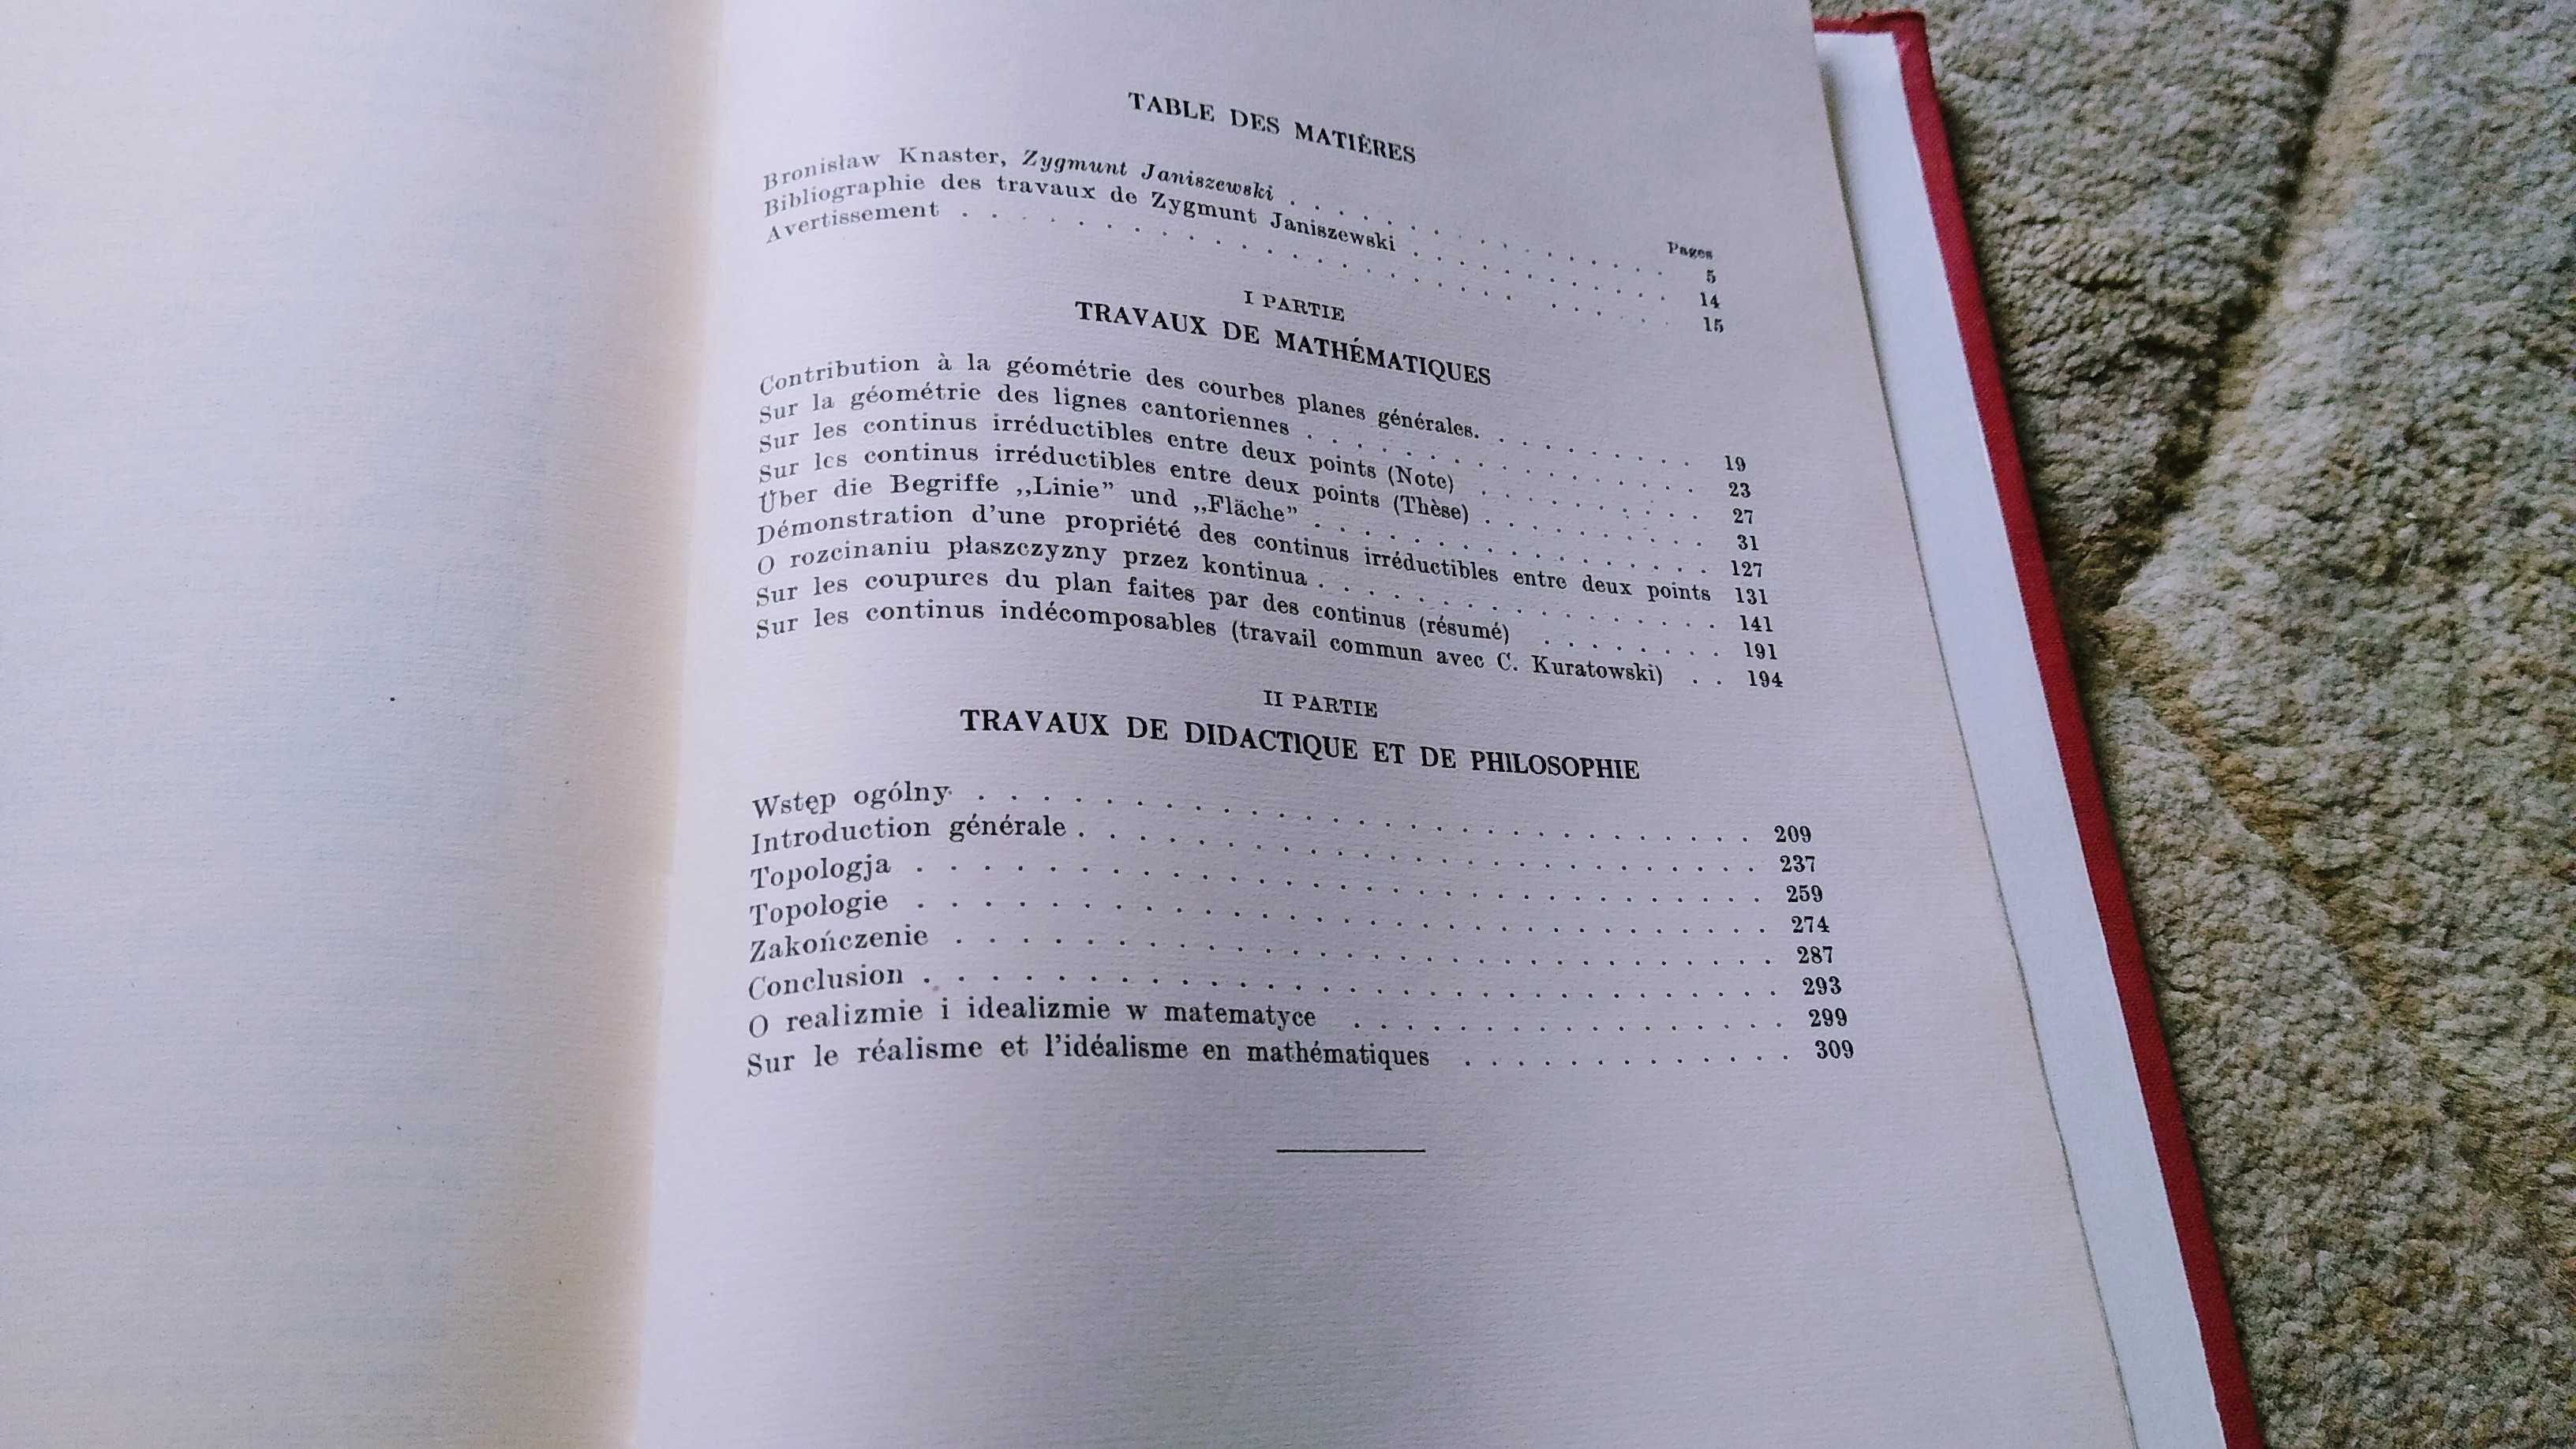 TABLE DES MATIÈRES
Pages
Bronisław Knaster, Zygmunt Janiszewski . . . . . . . . . . . . . . . 5
Bibliographie des travaux de Zygmunt Janiszewski . . . . . . . . . . 14
Avertissement . . . . . . . . . . . . . . . . . . . . . . . . 15
I PARTIE
TRAVAUX DE MATHÉMATIQUES
Contribution à la géométrie des courbes planes générales. . . . . . . . 19
Sur la géométrie des lignes cantoriennes . . . . . . . . . . . . . . 23
Sur les continus irréductibles entre deux points (Note) . . . . . . . . . 27
Sur les continus irréductibles entre deux points (Thèse) . . . . . . . . . 31
Über die Begriffe ,,Linie” und ,,Fläche” . . . . . . . . . . . . . . . 127
Démonstration d'une propriété des continus irréductibles entre deux points 131
O rozcinaniu płaszczyzny przez kontinua . . . . . . . . . . . . . . . 141
Sur les coupures du plan faites par des continus (résumé) . . . . . . . 191
Sur les continus indécomposables (travail commun avec C. Kuratowski) . . 194
II PARTIE
TRAVAUX DE DIDACTIQUE ET DE PHILOSOPHIE
Wstęp ogólny . . . . . . . . . . . . . . . . . . . . . . . . 209
Introduction générale . . . . . . . . . . . . . . . . . . . . . . 237
Topologja . . . . . . . . . . . . . . . . . . . . . . . . . . 259
Topologie . . . . . . . . . . . . . . . . . . . . . . . . . . 274
Zakończenie . . . . . . . . . . . . . . . . . . . . . . . . . 287
Conclusion . . . . . . . . . . . . . . . . . . . . . . . . . . 293
O realizmie i idealizmie w matematyce . . . . . . . . . . . . . . . . 299
Sur le réalisme et l'idéalisme en mathématiques . . . . . . . . . . . . 309